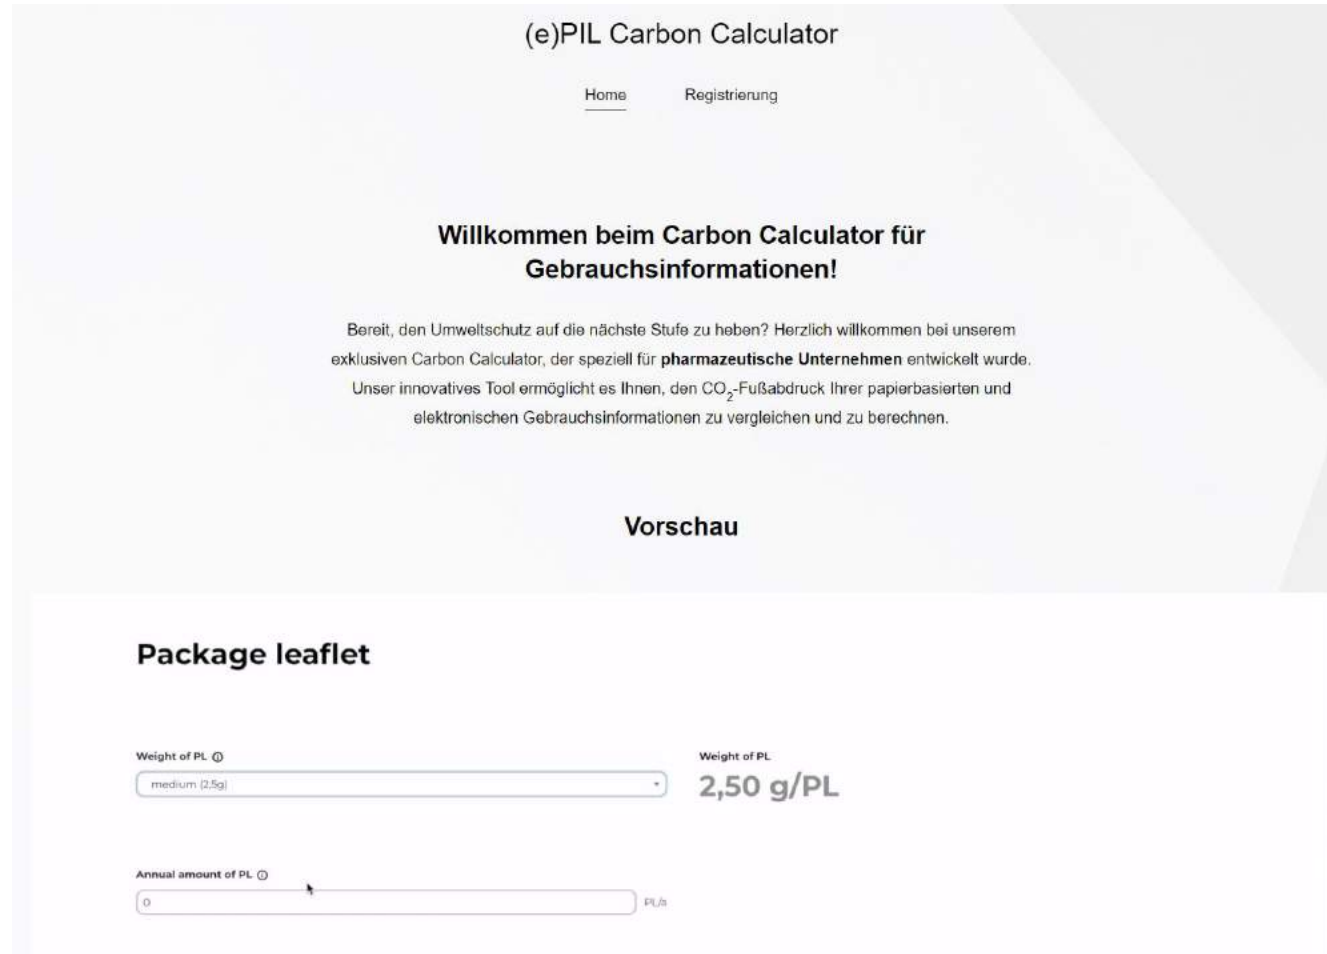 (e)PIL Carbon Calculator
Home Registrierung
Willkommen beim Carbon Calculator für
Gebrauchsinformationen!
Bereit, den Umweltschutz auf die nächste Stufe zu heben? Herzlich willkommen bei unserem
exklusiven Carbon Calculator, der speziell für pharmazeutische Unternehmen entwickelt wurde.
Unser innovatives Tool ermöglicht es Ihnen, den CO₂-Fußabdruck Ihrer papierbasierten und
elektronischen Gebrauchsinformationen zu vergleichen und zu berechnen.
Vorschau
Package leaflet
Weight of PL
medium (2,5g)
Weight of PL
2,50 g/PL
Annual amount of PL
0 PL/a